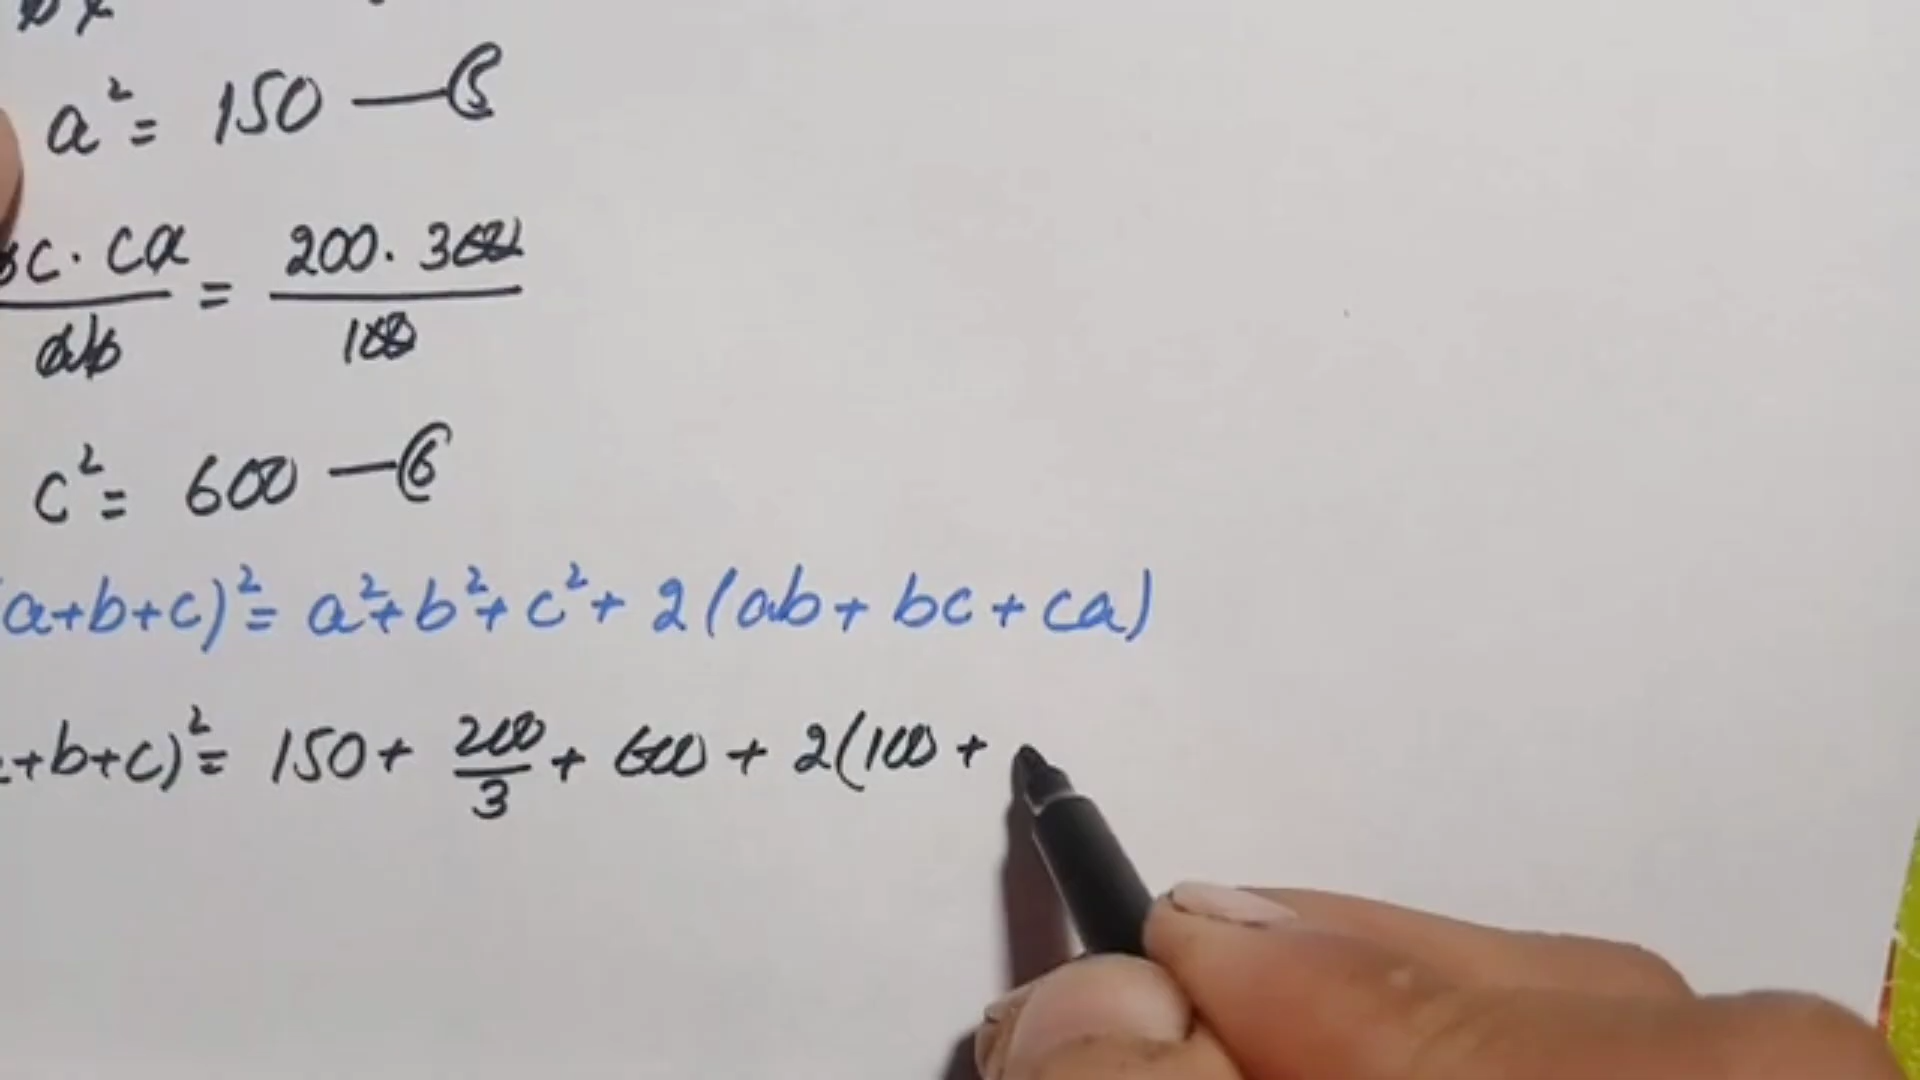 a² = 150 — (5
bc · ca / ab = 200 · 300 / 100
c² = 600 — (6
(a+b+c)² = a² + b² + c² + 2(ab + bc + ca)
+b+c)² = 150 + 200/3 + 600 + 2(100 +